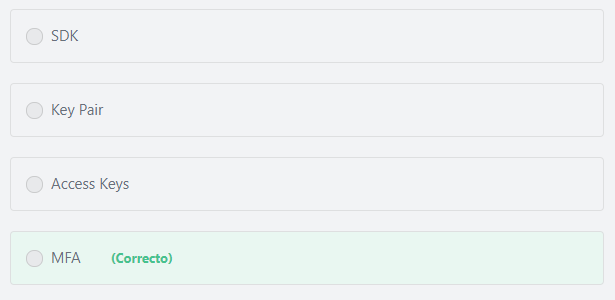 SDK
Key Pair
Access Keys
MFA (Correcto)